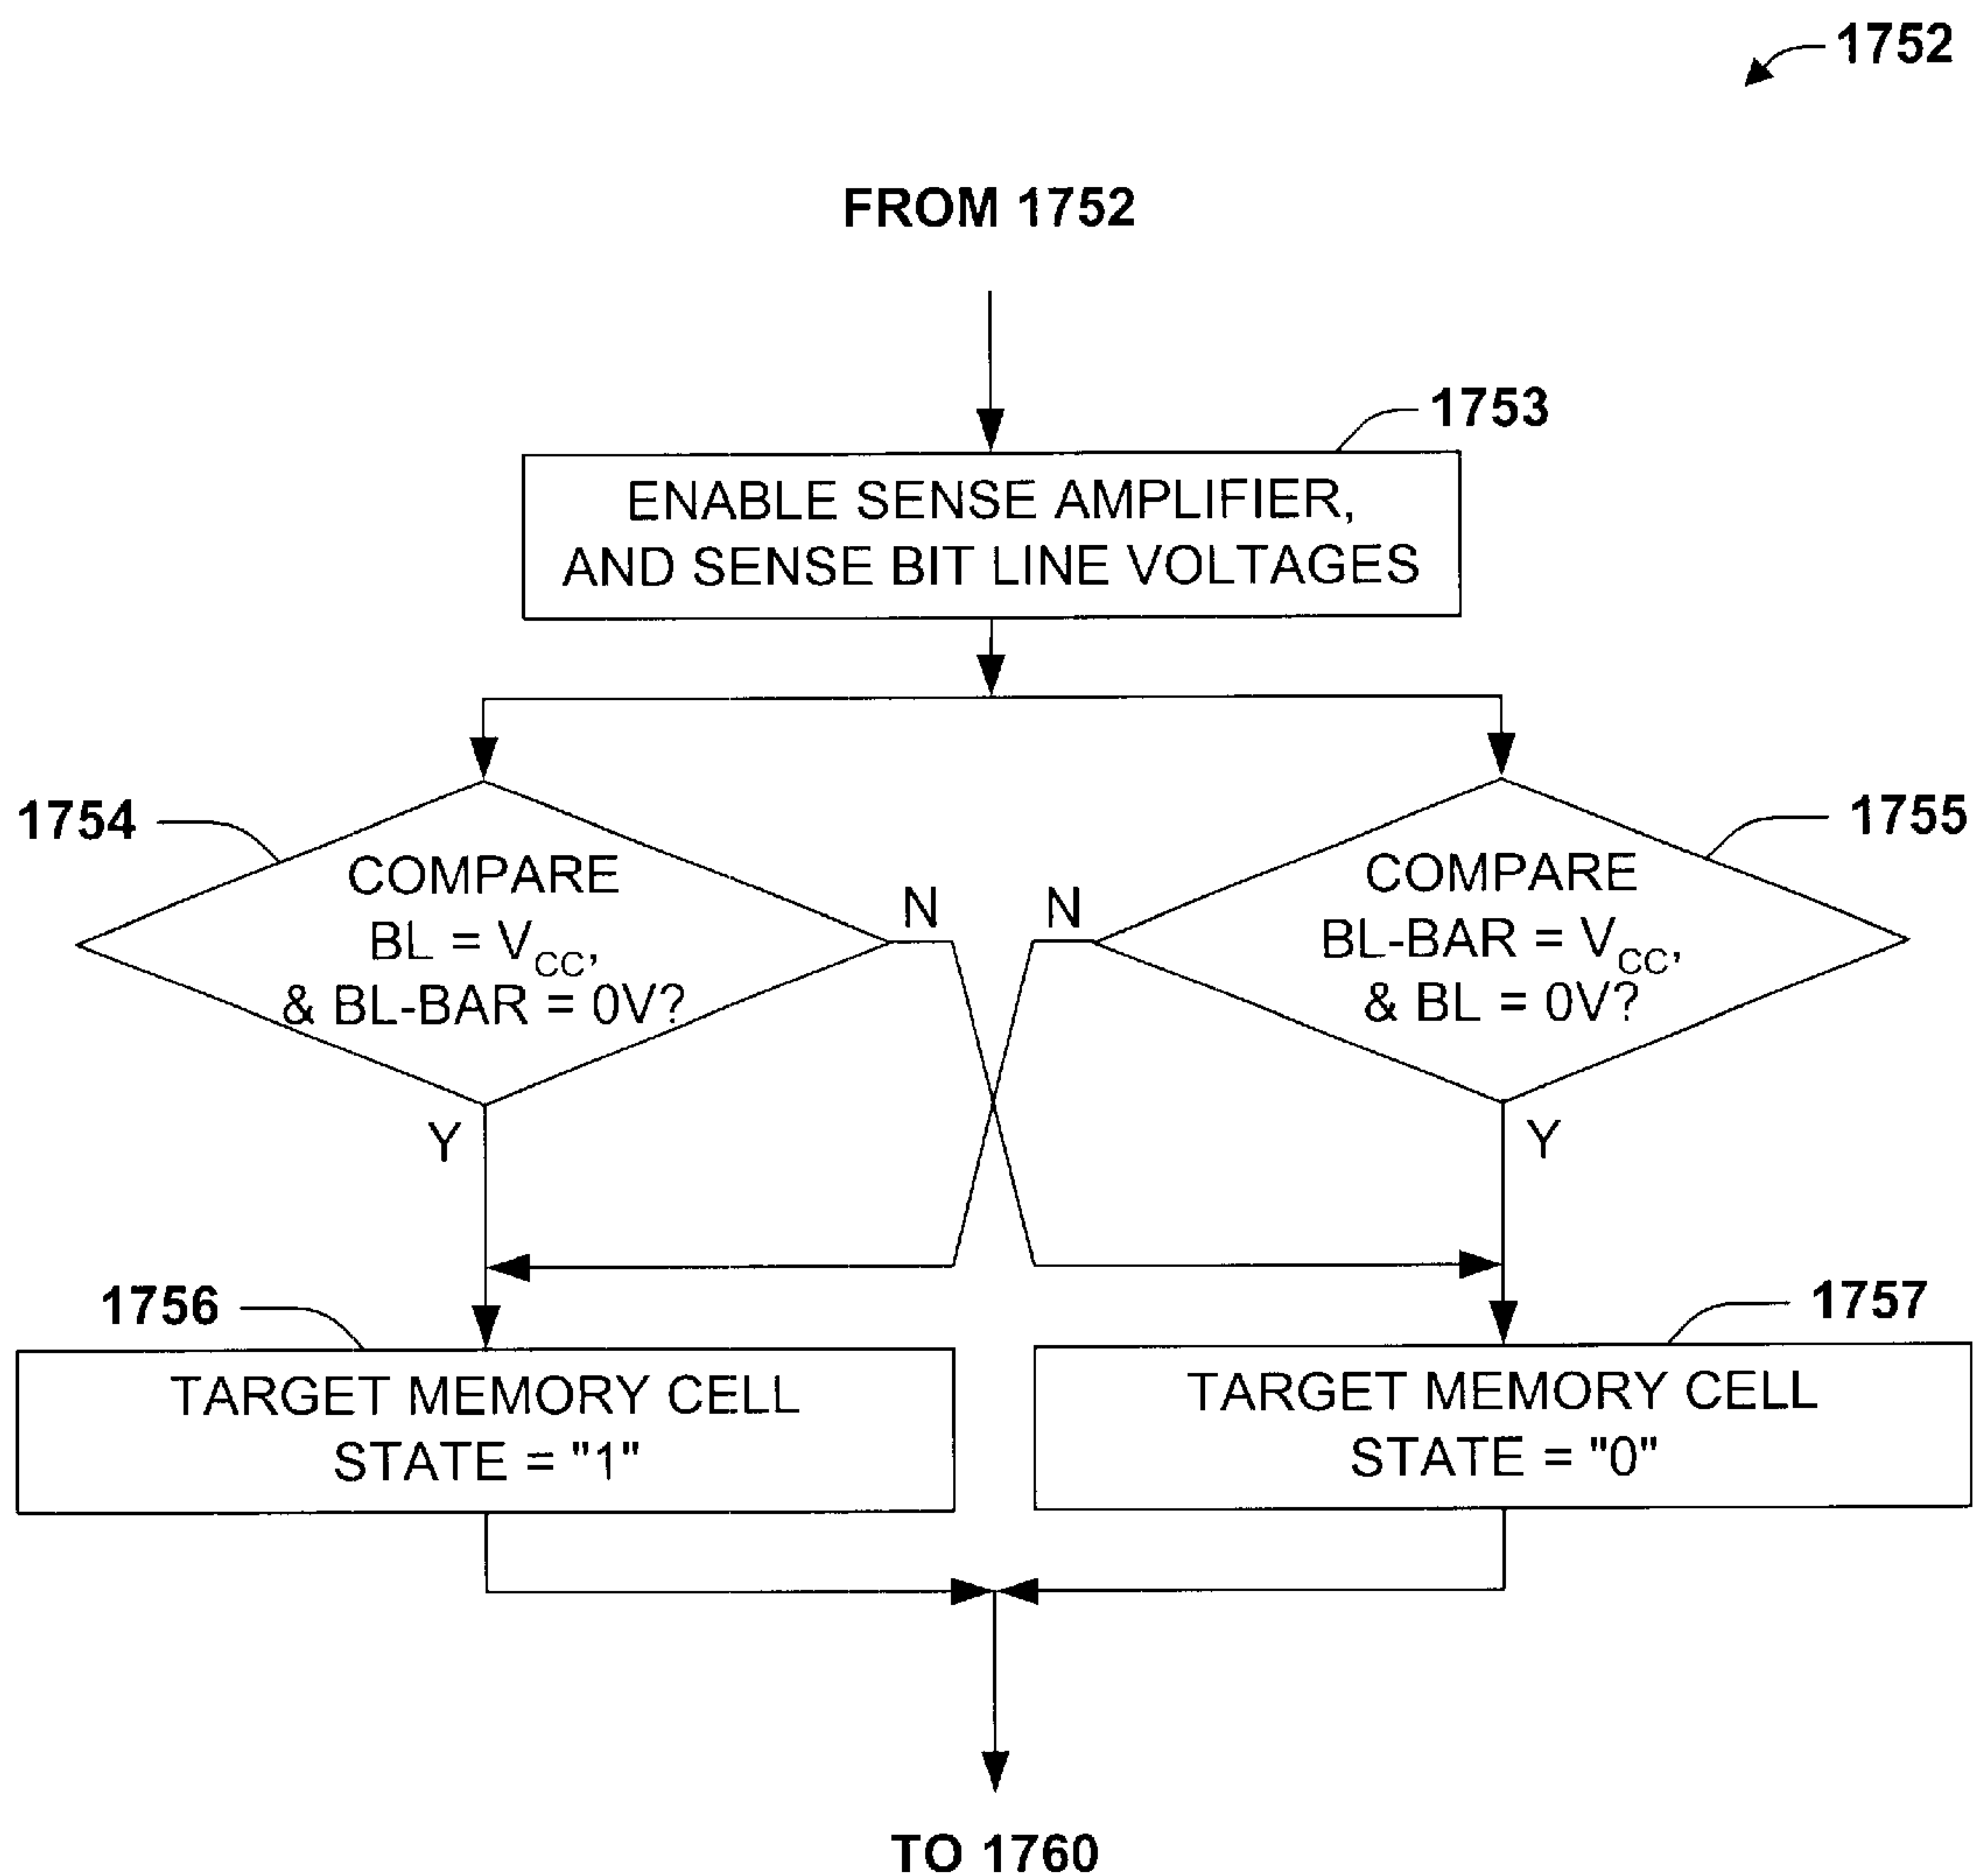 1752
FROM 1752
1753
ENABLE SENSE AMPLIFIER,
AND SENSE BIT LINE VOLTAGES
1754
COMPARE
BL = VCC,
& BL-BAR = 0V?
N
Y
1755
COMPARE
BL-BAR = VCC,
& BL = 0V?
N
Y
1756
TARGET MEMORY CELL
STATE = "1"
1757
TARGET MEMORY CELL
STATE = "0"
TO 1760